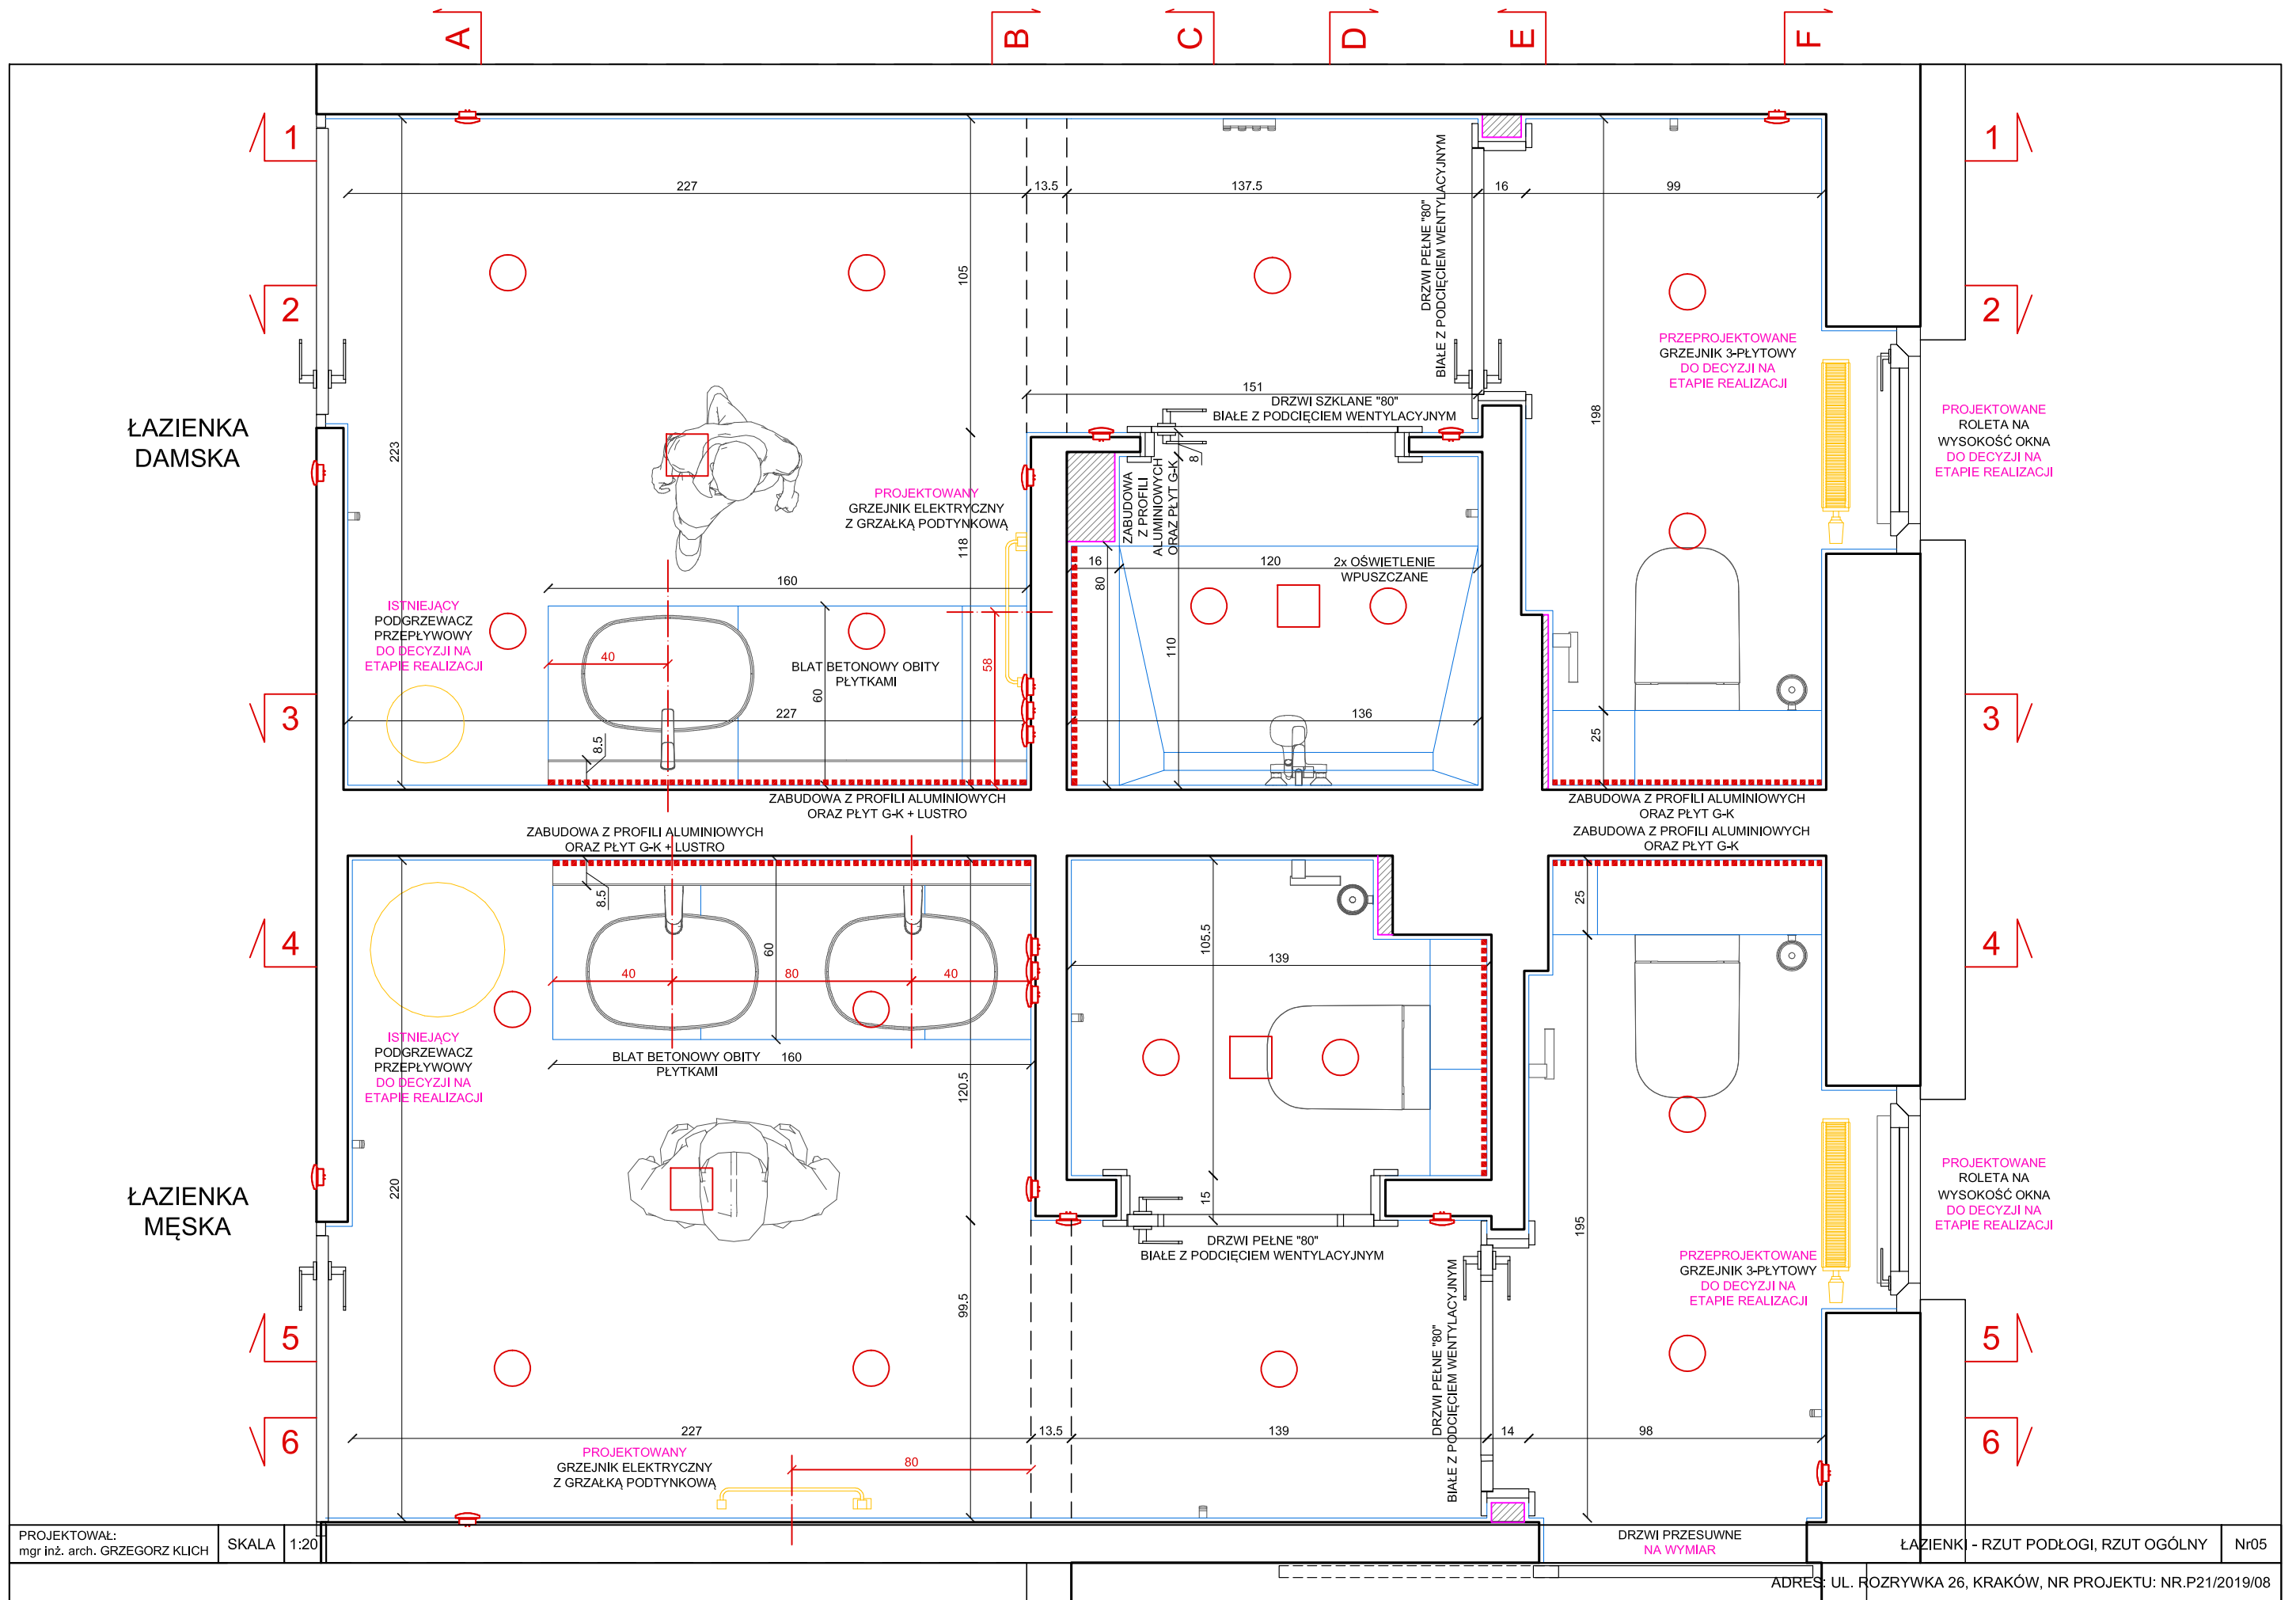 A
B
C
D
E
F
1
1
227
13.5
137.5
16
99
DRZWI PEŁNE "80"
BIAŁE Z PODCIĘCIEM WENTYLACYJNYM
105
2
2
PRZEPROJEKTOWANE
GRZEJNIK 3-PŁYTOWY
DO DECYZJI NA
ETAPIE REALIZACJI
151
DRZWI SZKLANE "80"
BIAŁE Z PODCIĘCIEM WENTYLACYJNYM
198
PROJEKTOWANE
ROLETA NA
WYSOKOŚĆ OKNA
DO DECYZJI NA
ETAPIE REALIZACJI
ŁAZIENKA
DAMSKA
223
8
ZABUDOWA
Z PROFILI
ALUMINIOWYCH
ORAZ PŁYT G-K
PROJEKTOWANY
GRZEJNIK ELEKTRYCZNY
Z GRZAŁKĄ PODTYNKOWĄ
118
160
16
80
120
2x OŚWIETLENIE
WPUSZCZANE
ISTNIEJĄCY
PODGRZEWACZ
PRZEPŁYWOWY
DO DECYZJI NA
ETAPIE REALIZACJI
40
60
BLAT BETONOWY OBITY
PŁYTKAMI
58
110
3
3
227
136
8.5
25
ZABUDOWA Z PROFILI ALUMINIOWYCH
ORAZ PŁYT G-K + LUSTRO
ZABUDOWA Z PROFILI ALUMINIOWYCH
ORAZ PŁYT G-K
ZABUDOWA Z PROFILI ALUMINIOWYCH
ORAZ PŁYT G-K + LUSTRO
ZABUDOWA Z PROFILI ALUMINIOWYCH
ORAZ PŁYT G-K
8.5
25
4
4
60
105.5
139
40
80
40
ISTNIEJĄCY
PODGRZEWACZ
PRZEPŁYWOWY
DO DECYZJI NA
ETAPIE REALIZACJI
BLAT BETONOWY OBITY
PŁYTKAMI
160
120.5
ŁAZIENKA
MĘSKA
220
15
195
PROJEKTOWANE
ROLETA NA
WYSOKOŚĆ OKNA
DO DECYZJI NA
ETAPIE REALIZACJI
DRZWI PEŁNE "80"
BIAŁE Z PODCIĘCIEM WENTYLACYJNYM
PRZEPROJEKTOWANE
GRZEJNIK 3-PŁYTOWY
DO DECYZJI NA
ETAPIE REALIZACJI
99.5
DRZWI PEŁNE "80"
BIAŁE Z PODCIĘCIEM WENTYLACYJNYM
5
5
6
6
227
13.5
139
14
98
PROJEKTOWANY
GRZEJNIK ELEKTRYCZNY
Z GRZAŁKĄ PODTYNKOWĄ
80
PROJEKTOWAŁ:
mgr inż. arch. GRZEGORZ KLICH
SKALA
1:20
DRZWI PRZESUWNE
NA WYMIAR
ŁAZIENKI - RZUT PODŁOGI, RZUT OGÓLNY
Nr05
ADRES: UL. ROZRYWKA 26, KRAKÓW, NR PROJEKTU: NR.P21/2019/08